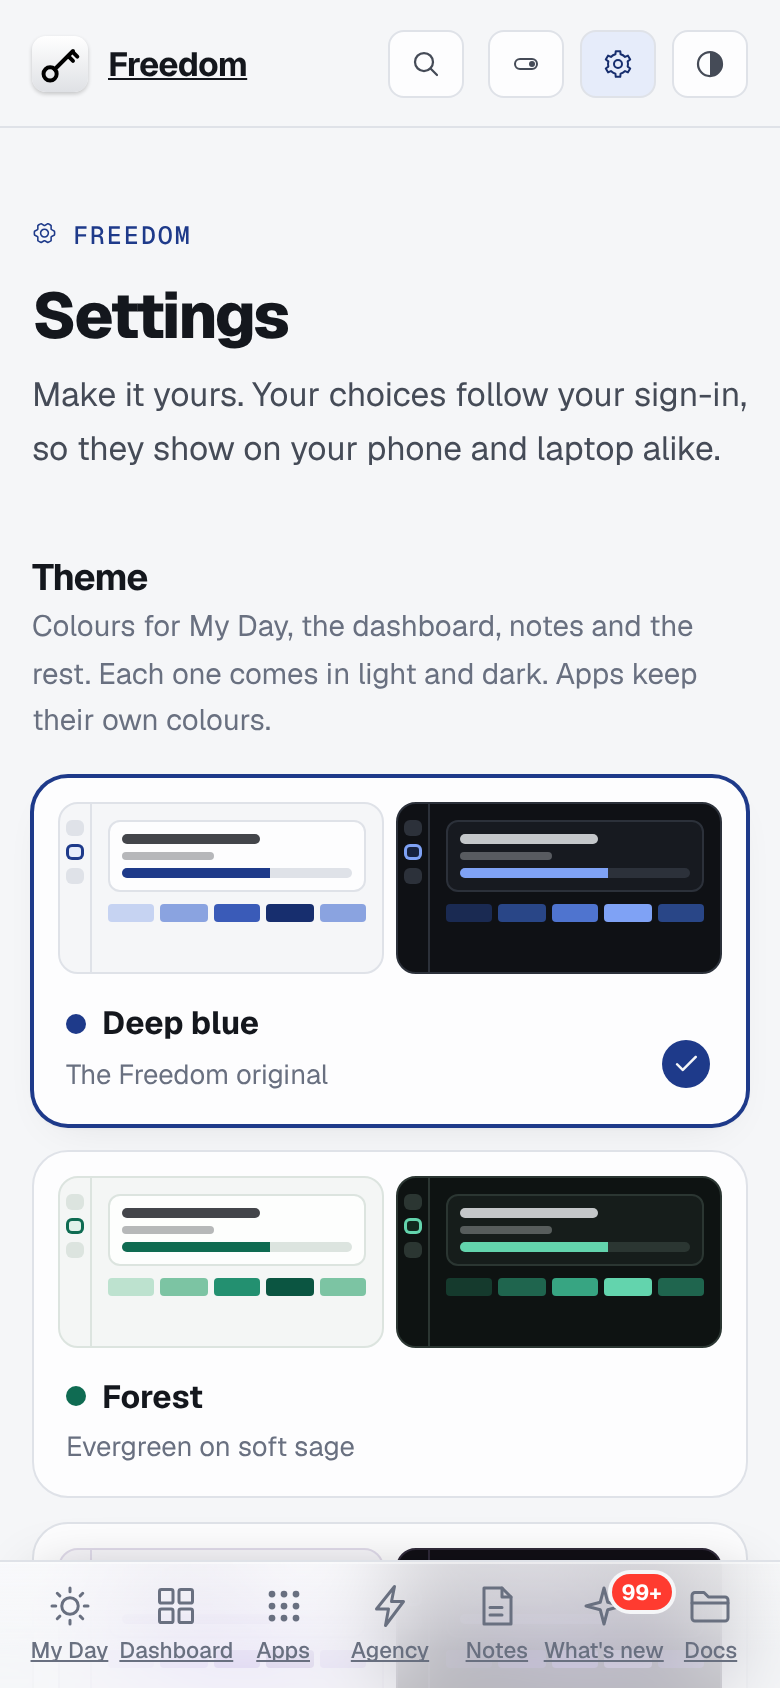 Freedom
FREEDOM
Settings
Make it yours. Your choices follow your sign-in,
so they show on your phone and laptop alike.
Theme
Colours for My Day, the dashboard, notes and the
rest. Each one comes in light and dark. Apps keep
their own colours.
Deep blue
The Freedom original
Forest
Evergreen on soft sage
99+
My Day Dashboard Apps Agency Notes What's new Docs